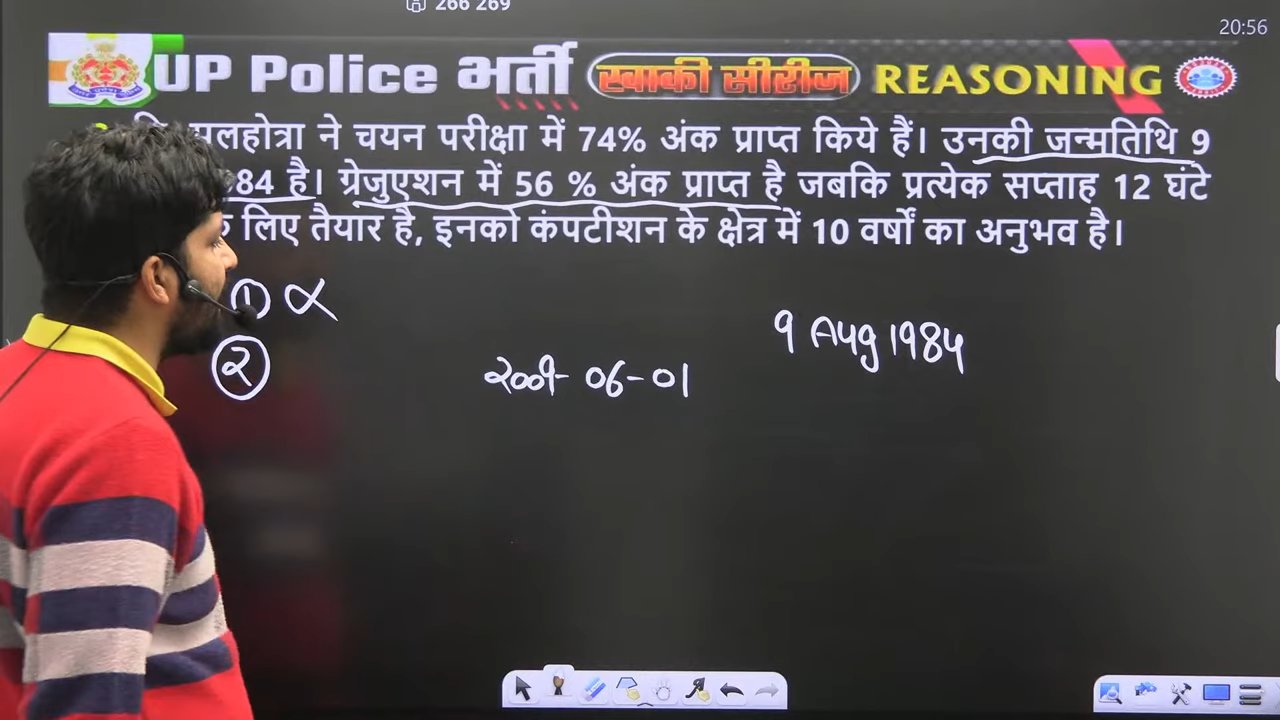 266 269
20:56
UP Police भर्ती खाकी सीरीज REASONING
मलहोत्रा ने चयन परीक्षा में 74% अंक प्राप्त किये हैं। उनकी जन्मतिथि 9
84 है। ग्रेजुएशन में 56 % अंक प्राप्त है जबकि प्रत्येक सप्ताह 12 घंटे
के लिए तैयार है, इनको कंपटीशन के क्षेत्र में 10 वर्षों का अनुभव है।
① ∝
②
2009-06-01
9 Aug 1984